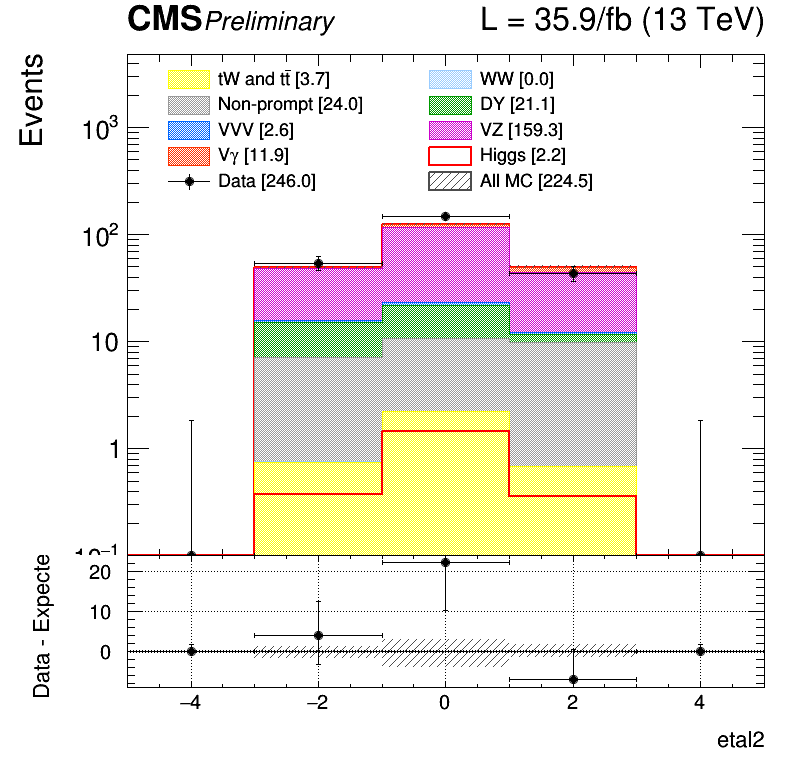 CMS Preliminary L = 35.9/fb (13 TeV)
Events
tW and tt̄ [3.7] WW [0.0]
Non-prompt [24.0] DY [21.1]
VVV [2.6] VZ [159.3]
Vγ [11.9] Higgs [2.2]
Data [246.0] All MC [224.5]
10³
10²
10
1
Data - Expecte
20
10
0
−4 −2 0 2 4
etal2